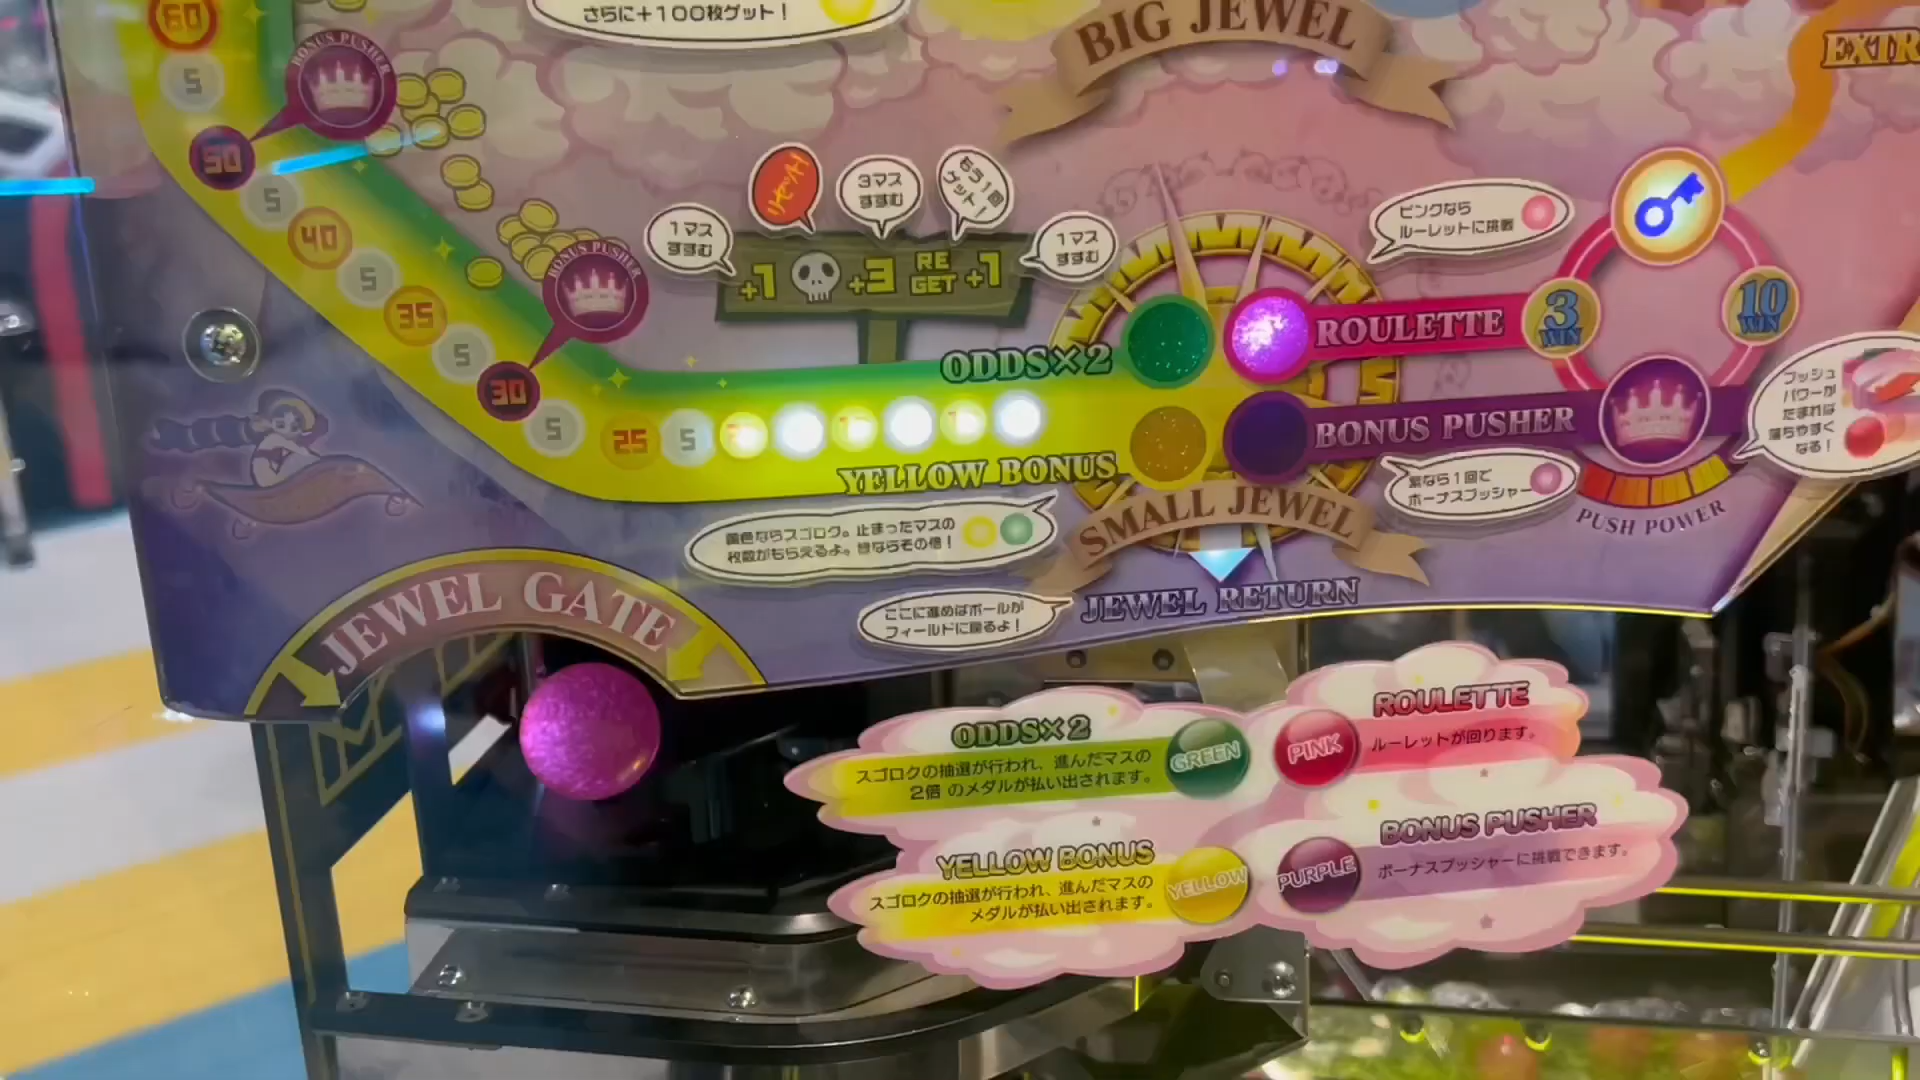 さらに+100枚ゲット！
BIG JEWEL
EXTR
60
5
BONUS PUSHER
50
5
40
5
35
5
30
5
25
5
BONUS PUSHER
1マス
すすむ
リセット!
3マス
すすむ
もう1回
ゲット！
1マス
すすむ
+1
+3
RE
GET
+1
ピンクなら
ルーレットに挑戦
ODDS×2
ROULETTE
3
WIN
10
WIN
YELLOW BONUS
BONUS PUSHER
プッシュ
パワーが
たまれば
落ちやすく
なる！
紫なら1回で
ボーナスプッシャー
PUSH POWER
SMALL JEWEL
黄色ならスゴロク。止まったマスの
枚数がもらえるよ。緑ならその倍！
JEWEL GATE
ここに進めばボールが
フィールドに戻るよ！
JEWEL RETURN
ODDS×2
スゴロクの抽選が行われ、進んだマスの
2倍 のメダルが払い出されます。
GREEN
ROULETTE
PINK
ルーレットが回ります。
YELLOW BONUS
スゴロクの抽選が行われ、進んだマスの
メダルが払い出されます。
YELLOW
BONUS PUSHER
PURPLE
ボーナスプッシャーに挑戦できます。